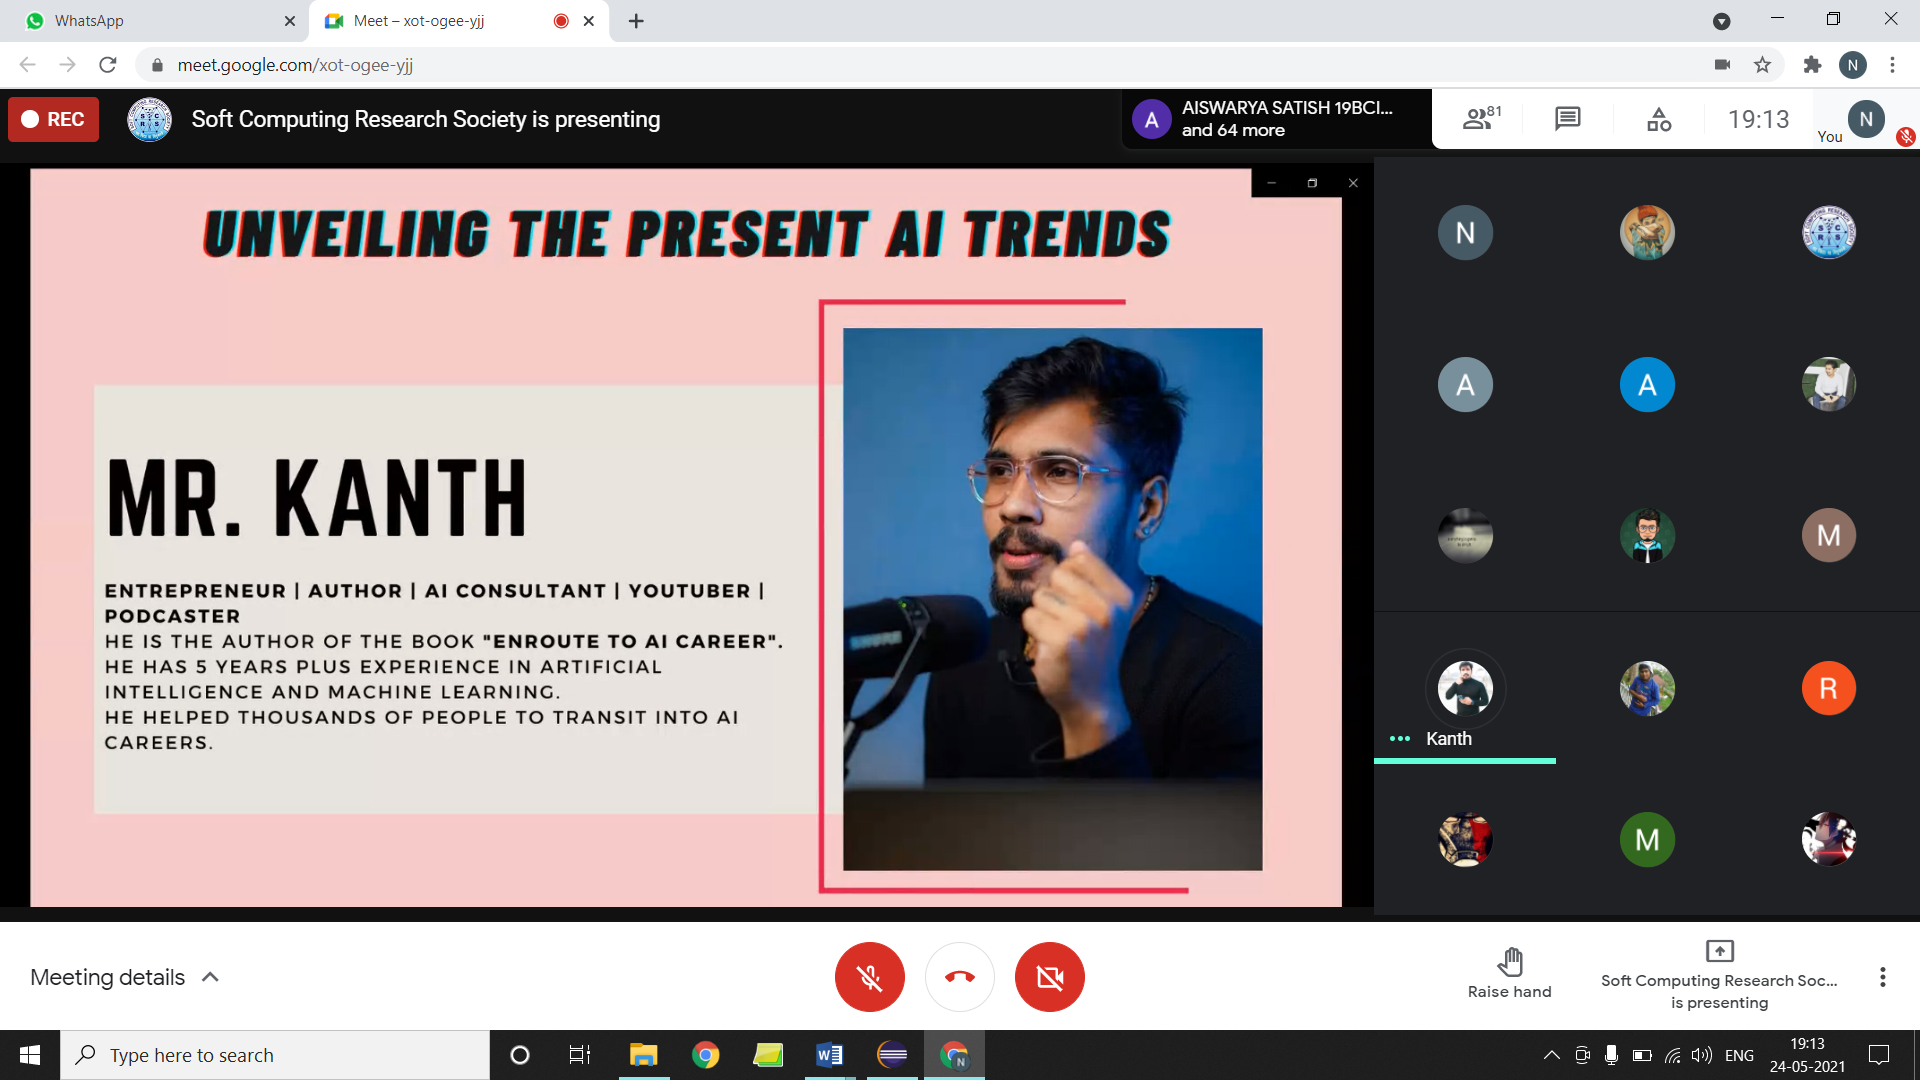 WhatsApp
Meet – xot-ogee-yjj
meet.google.com/xot-ogee-yjj
N
REC
Soft Computing Research Society is presenting
A
AISWARYA SATISH 19BCI...
and 64 more
81
19:13
You
N
UNVEILING THE PRESENT AI TRENDS
MR. KANTH
ENTREPRENEUR | AUTHOR | AI CONSULTANT | YOUTUBER |
PODCASTER
HE IS THE AUTHOR OF THE BOOK "ENROUTE TO AI CAREER".
HE HAS 5 YEARS PLUS EXPERIENCE IN ARTIFICIAL
INTELLIGENCE AND MACHINE LEARNING.
HE HELPED THOUSANDS OF PEOPLE TO TRANSIT INTO AI
CAREERS.
N
A
A
M
Kanth
R
M
Meeting details
Raise hand
Soft Computing Research Soc...
is presenting
Type here to search
N
ENG
19:13
24-05-2021